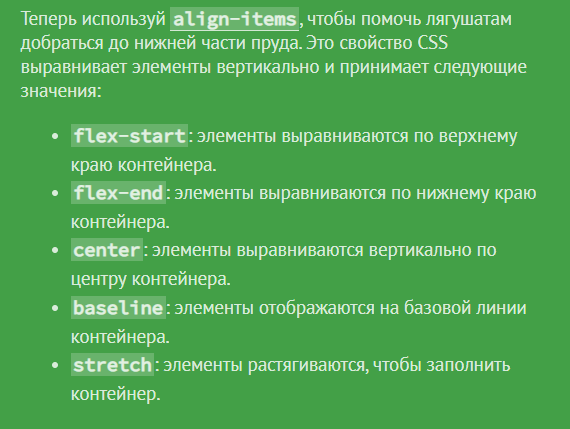 Теперь используй align-items, чтобы помочь лягушатам
добраться до нижней части пруда. Это свойство CSS
выравнивает элементы вертикально и принимает следующие
значения:
• flex-start: элементы выравниваются по верхнему
краю контейнера.
• flex-end: элементы выравниваются по нижнему краю
контейнера.
• center: элементы выравниваются вертикально по
центру контейнера.
• baseline: элементы отображаются на базовой линии
контейнера.
• stretch: элементы растягиваются, чтобы заполнить
контейнер.